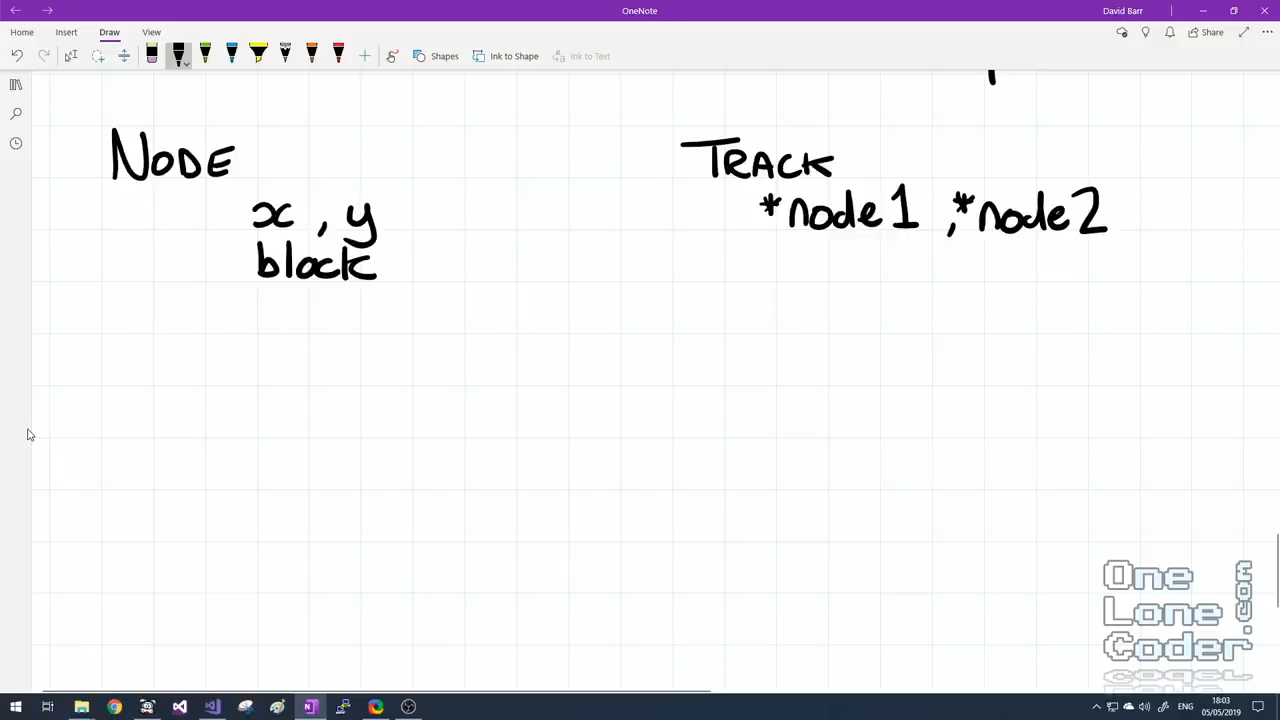 OneNote
David Barr
Home Insert Draw View
Share
Shapes Ink to Shape Ink to Text
NODE
x , y
block
TRACK
*node1 , *node2
One
Lone
Coder
.com
ENG
18:03
05/05/2019